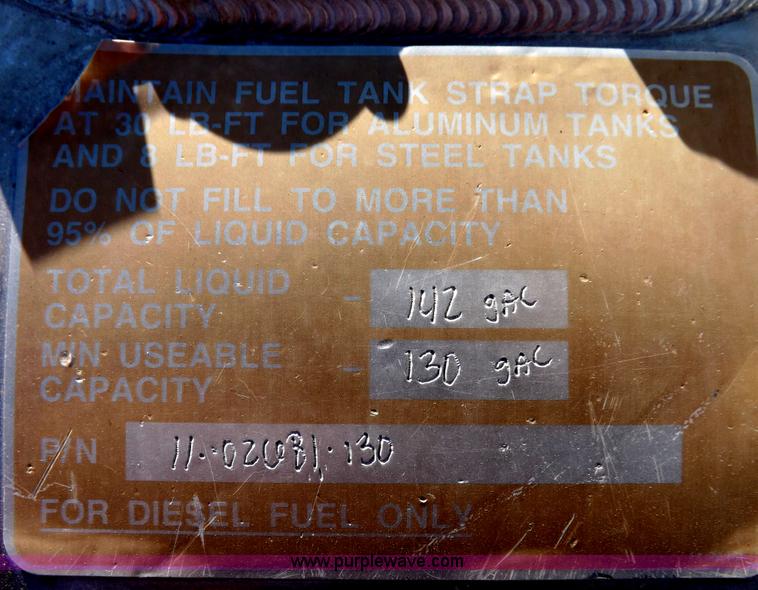 MAINTAIN FUEL TANK STRAP TORQUE
AT 30 LB-FT FOR ALUMINUM TANKS
AND 8 LB-FT FOR STEEL TANKS
DO NOT FILL TO MORE THAN
95% OF LIQUID CAPACITY
TOTAL LIQUID
CAPACITY - 142 gAL
MIN USEABLE
CAPACITY - 130 gAL
P/N 11-02681-130
FOR DIESEL FUEL ONLY
www.purplewave.com